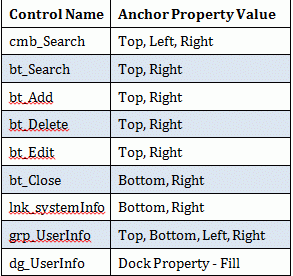 Control Name Anchor Property Value
cmb_Search Top, Left, Right
bt_Search Top, Right
bt_Add Top, Right
bt_Delete Top, Right
bt_Edit Top, Right
bt_Close Bottom, Right
lnk_systemInfo Bottom, Right
grp_UserInfo Top, Bottom, Left, Right
dg_UserInfo Dock Property - Fill